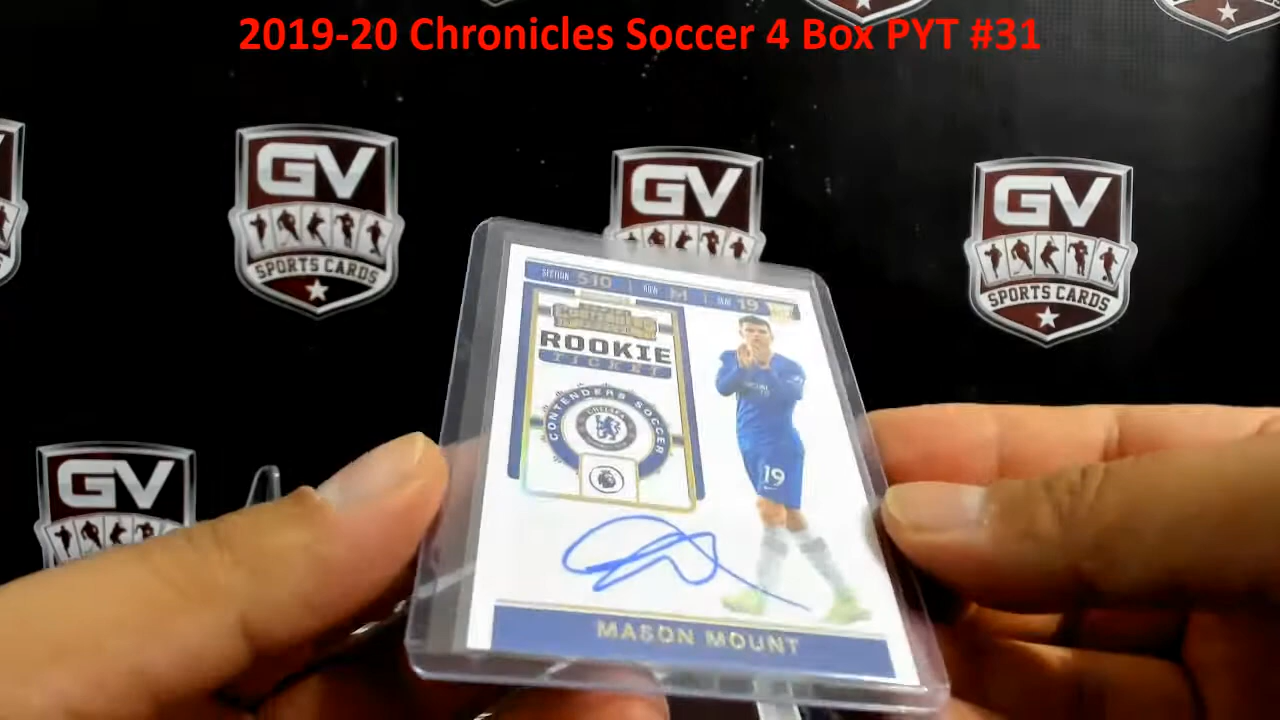 2019-20 Chronicles Soccer 4 Box PYT #31
GV
SPORTS CARDS
GV
GV
SPORTS CARDS
GV
SECTION 510 | ROW M | SEAT 19
CONTENDERS
ROOKIE
TICKET
CONTENDERS SOCCER
CHELSEA
19
MASON MOUNT